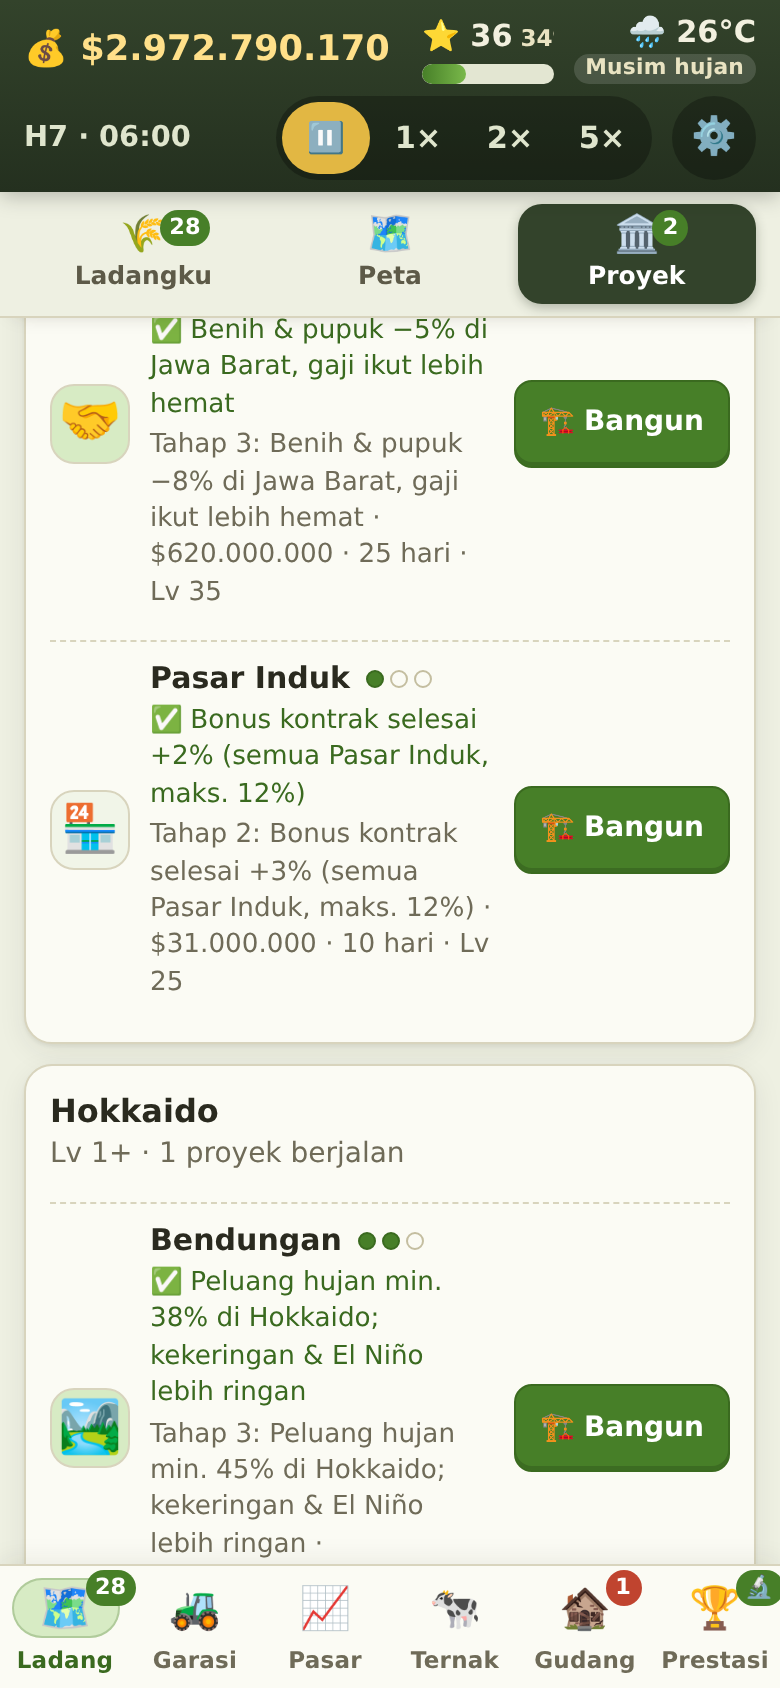 $2.972.790.170
36 34
26°C
Musim hujan
H7 · 06:00
1×
2×
5×
28
Ladangku
Peta
2
Proyek
✅ Benih & pupuk −5% di
Jawa Barat, gaji ikut lebih
hemat
Bangun
Tahap 3: Benih & pupuk
−8% di Jawa Barat, gaji
ikut lebih hemat ·
$620.000.000 · 25 hari ·
Lv 35
Pasar Induk
✅ Bonus kontrak selesai
+2% (semua Pasar Induk,
maks. 12%)
24
Bangun
Tahap 2: Bonus kontrak
selesai +3% (semua
Pasar Induk, maks. 12%) ·
$31.000.000 · 10 hari · Lv
25
Hokkaido
Lv 1+ · 1 proyek berjalan
Bendungan
✅ Peluang hujan min.
38% di Hokkaido;
kekeringan & El Niño
lebih ringan
Bangun
Tahap 3: Peluang hujan
min. 45% di Hokkaido;
kekeringan & El Niño
lebih ringan ·
28
Ladang
Garasi
Pasar
Ternak
1
Gudang
Prestasi